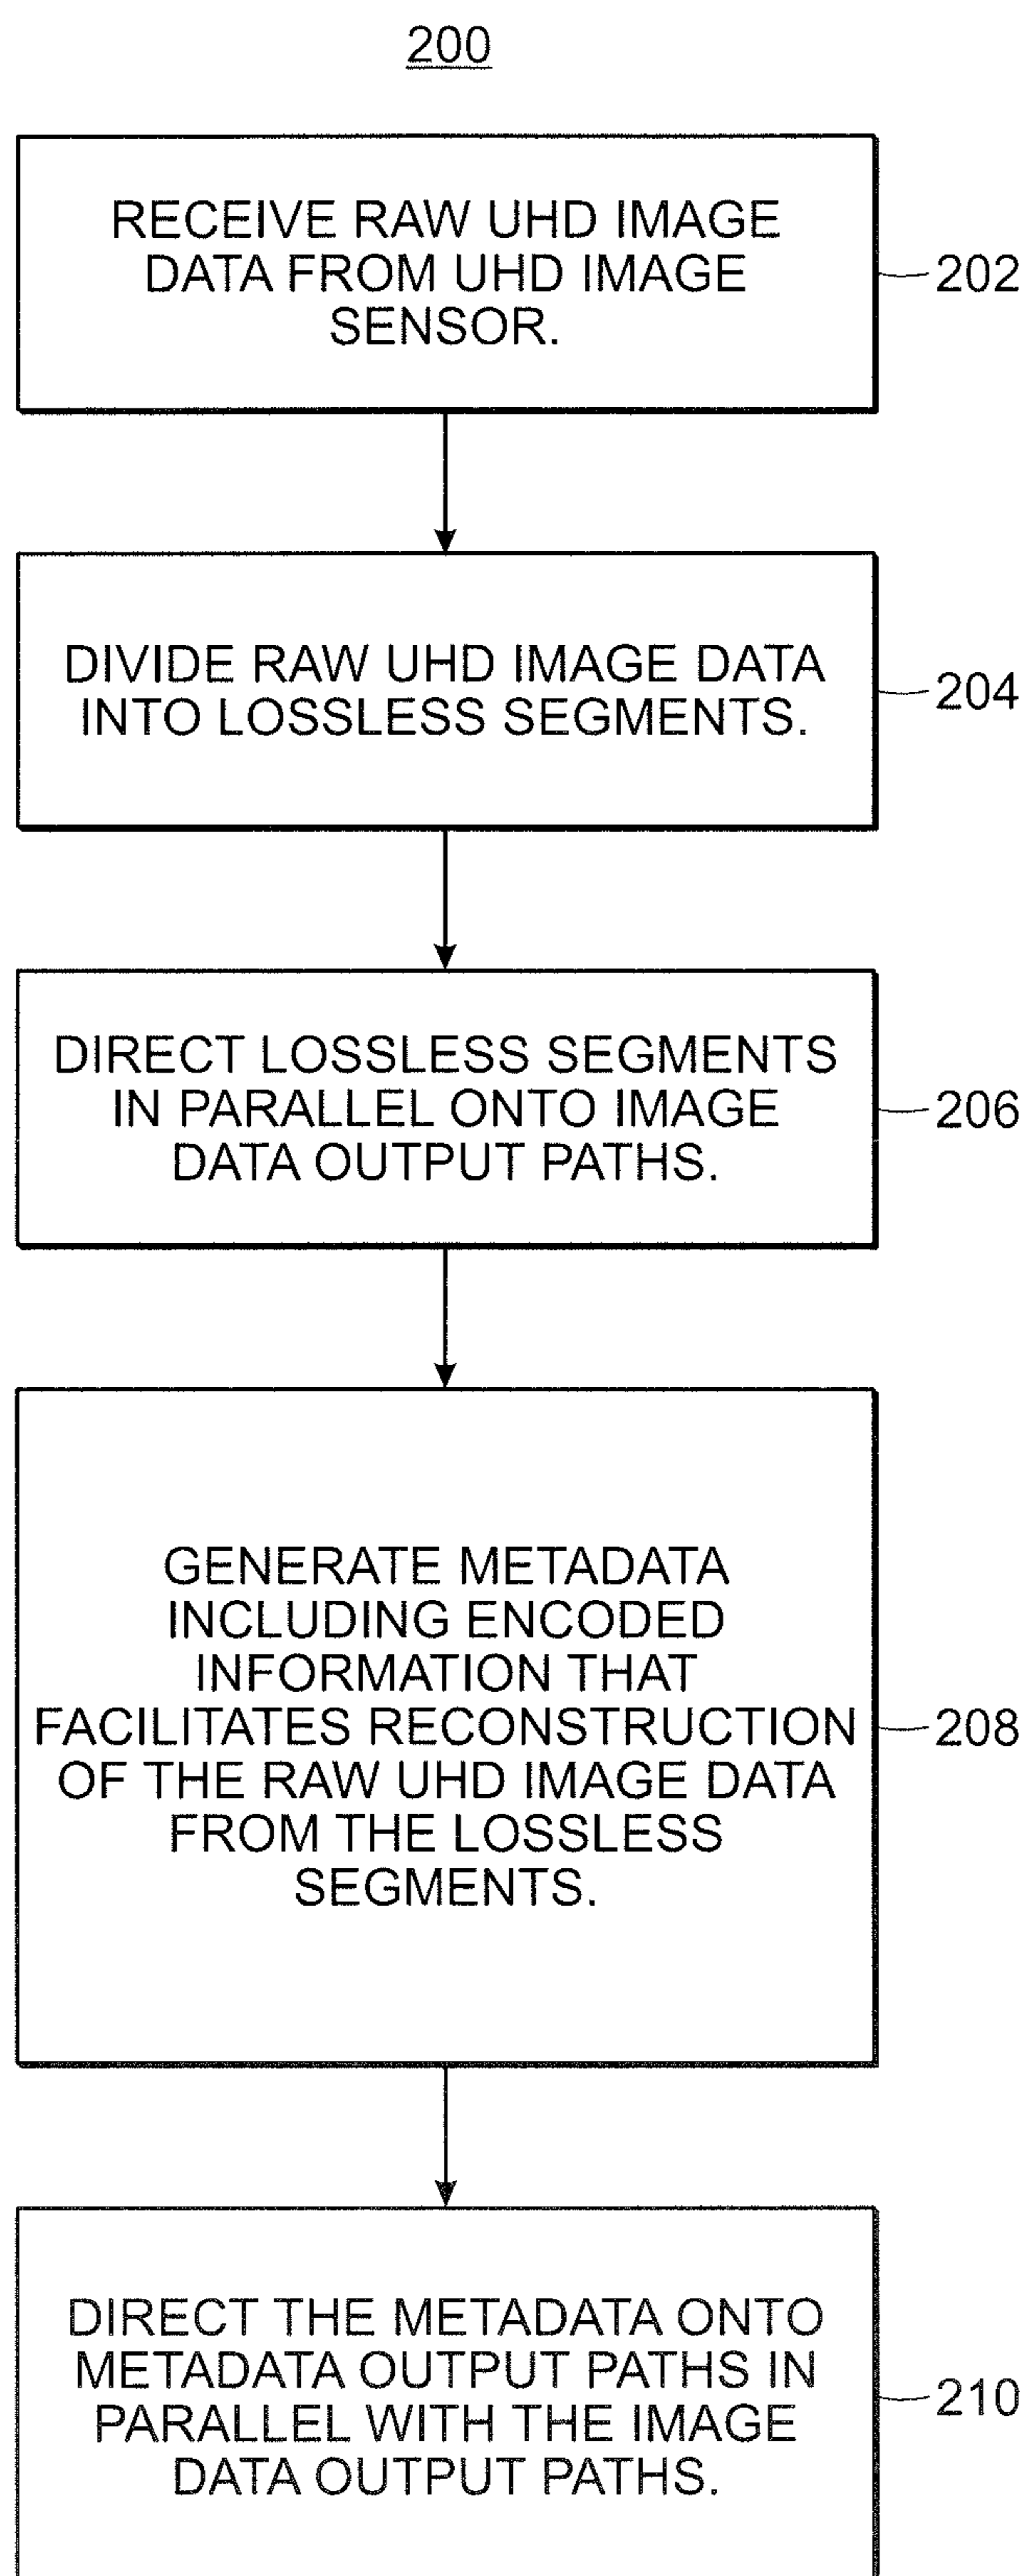 200
RECEIVE RAW UHD IMAGE
DATA FROM UHD IMAGE
SENSOR.
202
DIVIDE RAW UHD IMAGE DATA
INTO LOSSLESS SEGMENTS.
204
DIRECT LOSSLESS SEGMENTS
IN PARALLEL ONTO IMAGE
DATA OUTPUT PATHS.
206
GENERATE METADATA
INCLUDING ENCODED
INFORMATION THAT
FACILITATES RECONSTRUCTION
OF THE RAW UHD IMAGE DATA
FROM THE LOSSLESS
SEGMENTS.
208
DIRECT THE METADATA ONTO
METADATA OUTPUT PATHS IN
PARALLEL WITH THE IMAGE
DATA OUTPUT PATHS.
210